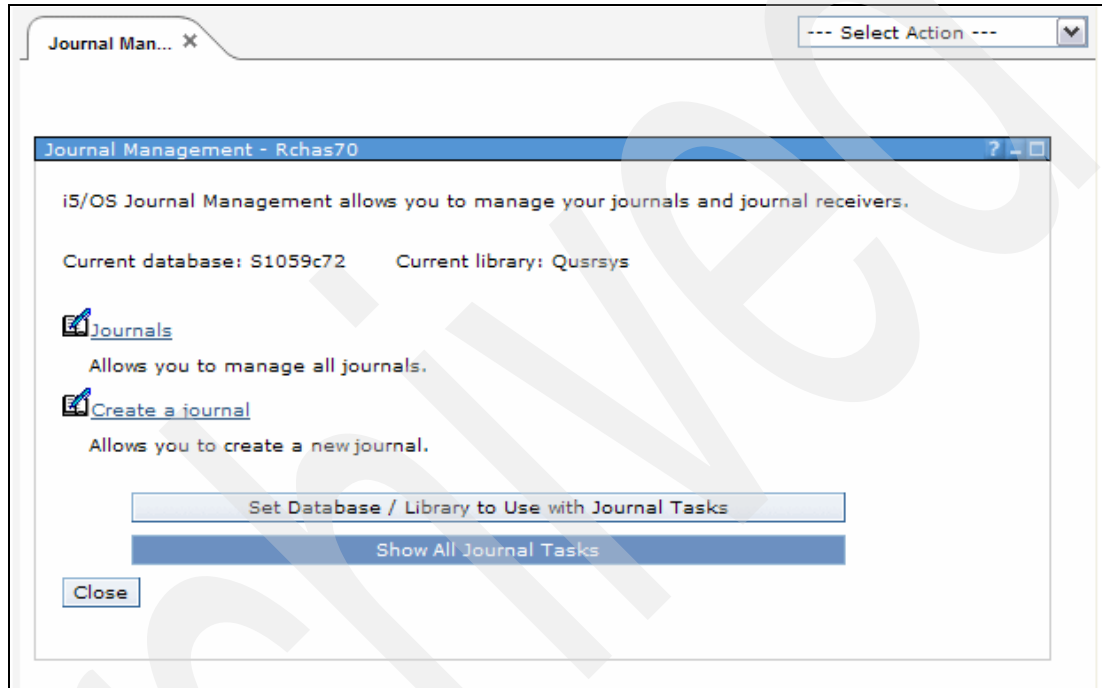 Journal Man... ×
--- Select Action ---
Journal Management - Rchas70 ?
i5/OS Journal Management allows you to manage your journals and journal receivers.
Current database: S1059c72 Current library: Qusrsys
Journals
Allows you to manage all journals.
Create a journal
Allows you to create a new journal.
Set Database / Library to Use with Journal Tasks
Show All Journal Tasks
Close